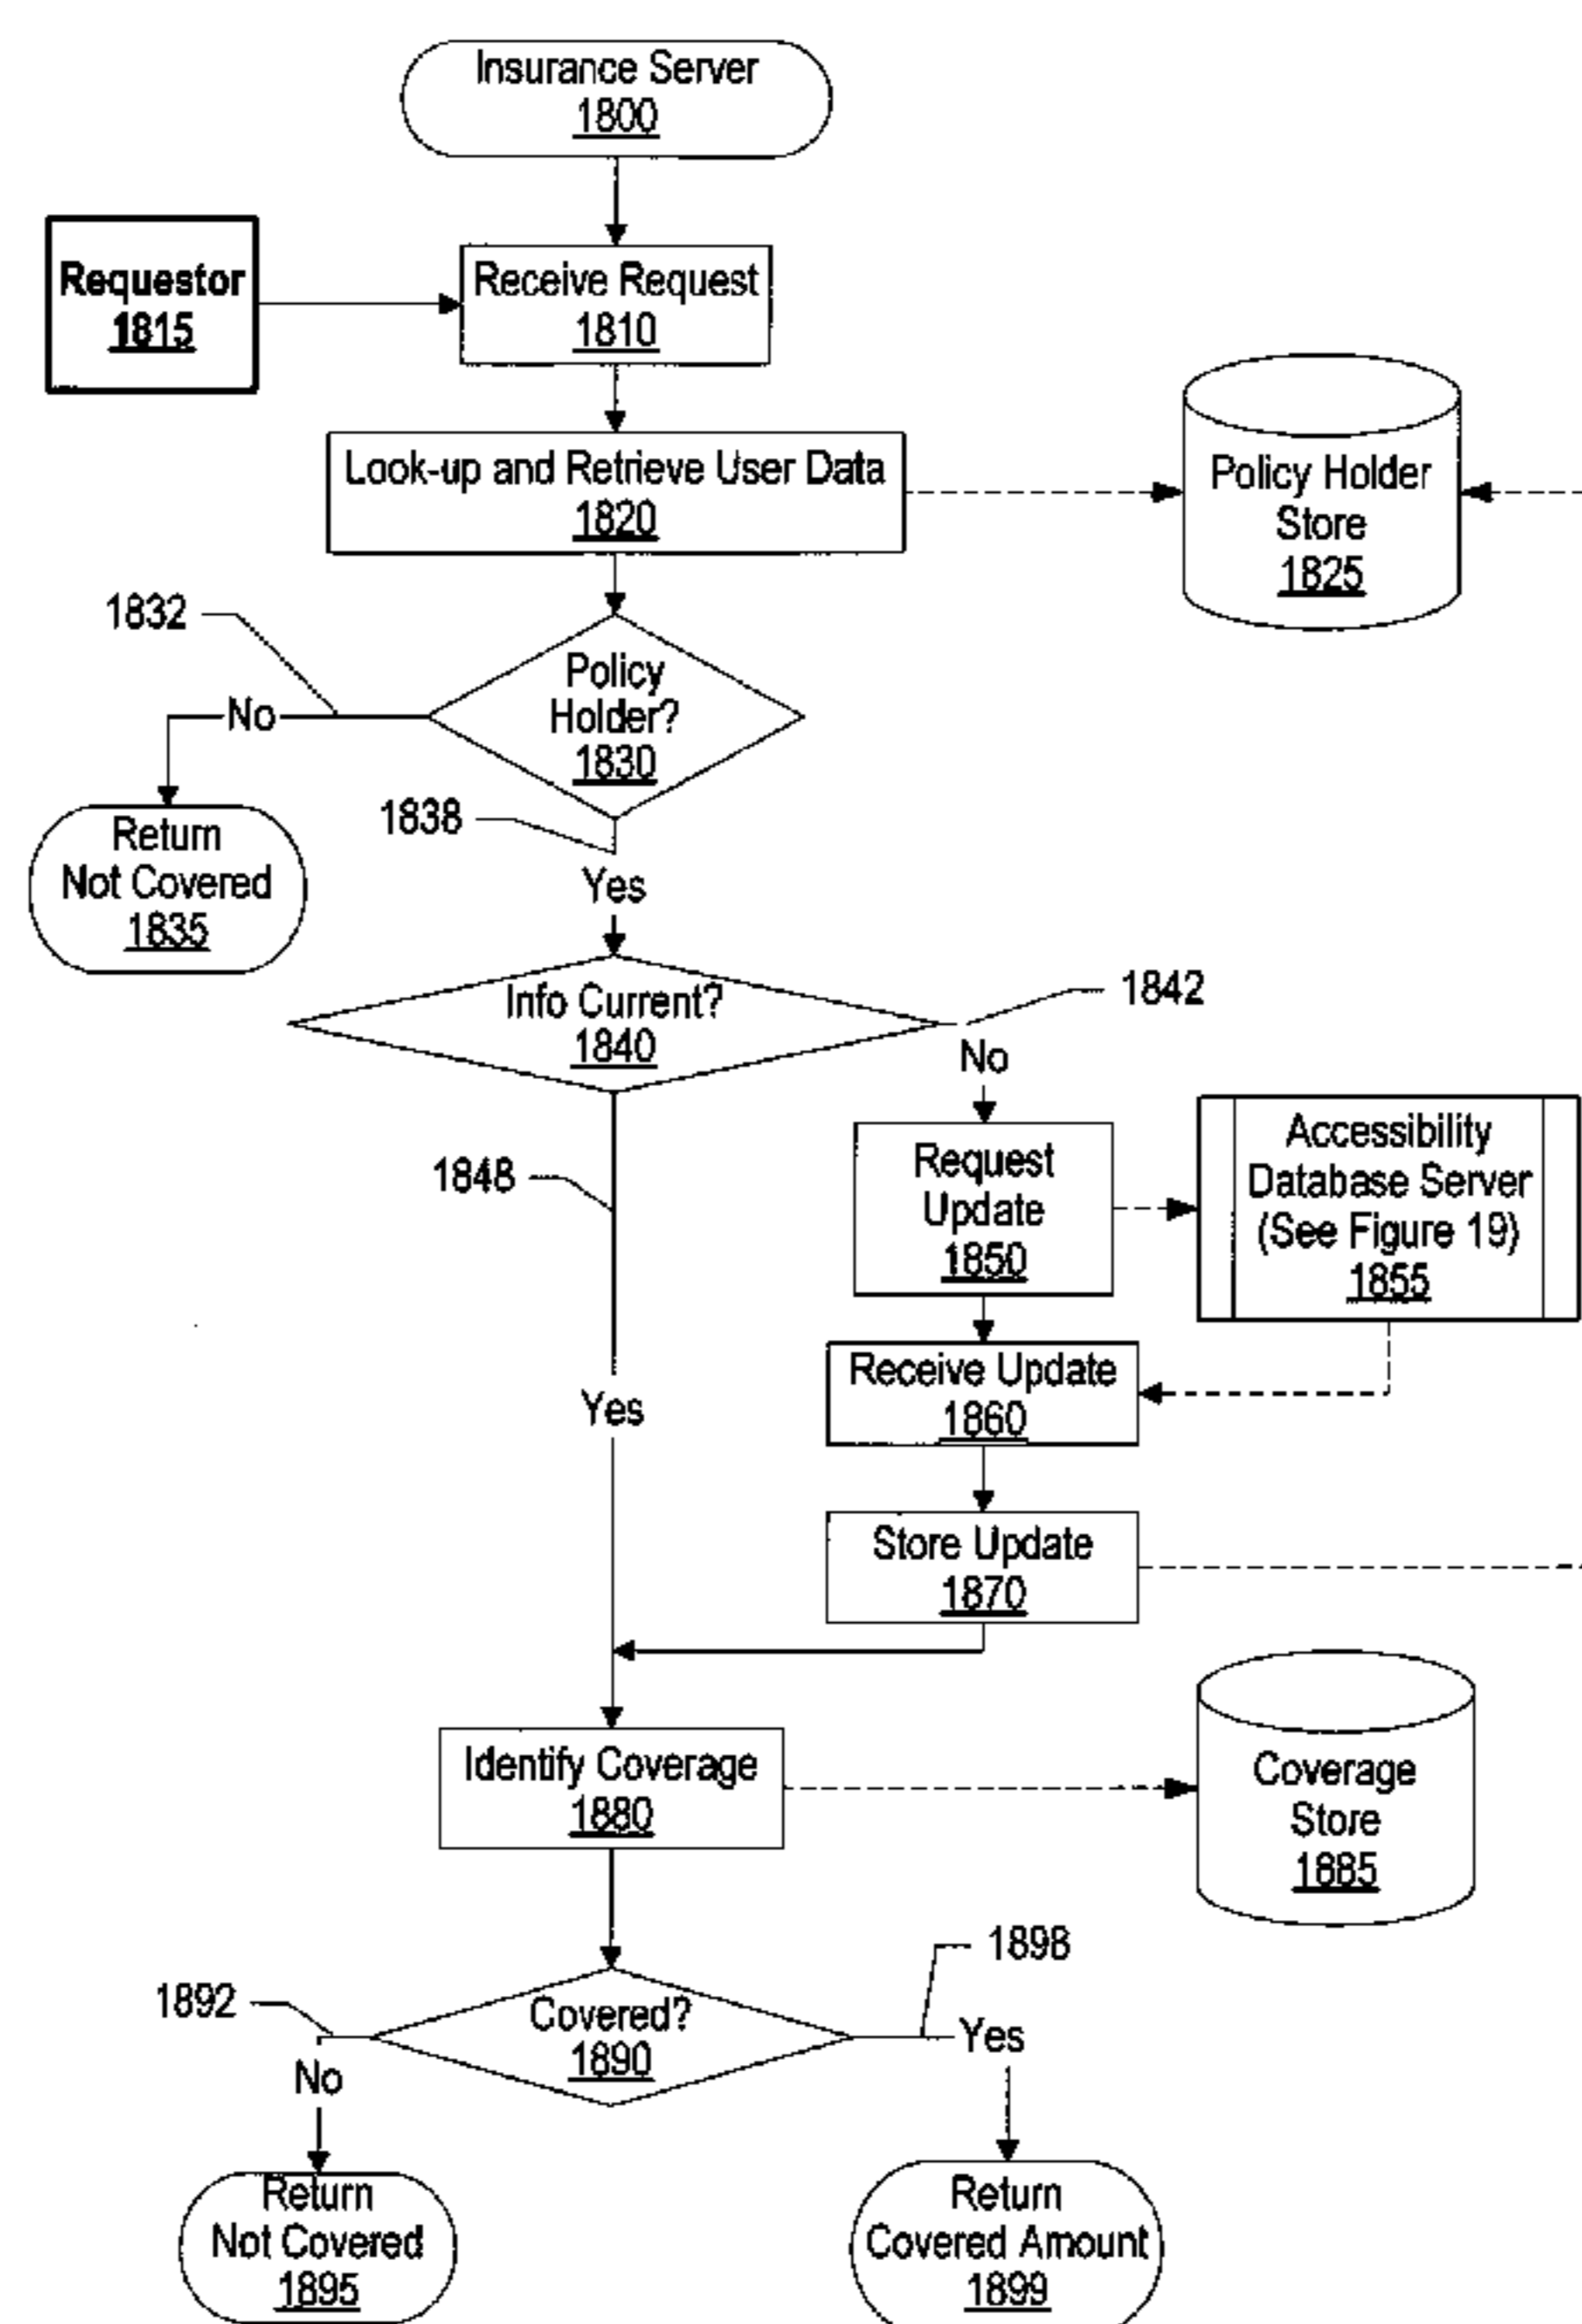 Insurance Server
1800
Requestor
1815
Receive Request
1810
Look-up and Retrieve User Data
1820
Policy Holder
Store
1825
1832
No
Policy
Holder?
1830
1838
Return
Not Covered
1835
Yes
Info Current?
1840
1842
No
1848
Request
Update
1850
Accessibility
Database Server
(See Figure 19)
1855
Yes
Receive Update
1860
Store Update
1870
Identify Coverage
1880
Coverage
Store
1885
1892
Covered?
1890
1898
No
Yes
Return
Not Covered
1895
Return
Covered Amount
1899